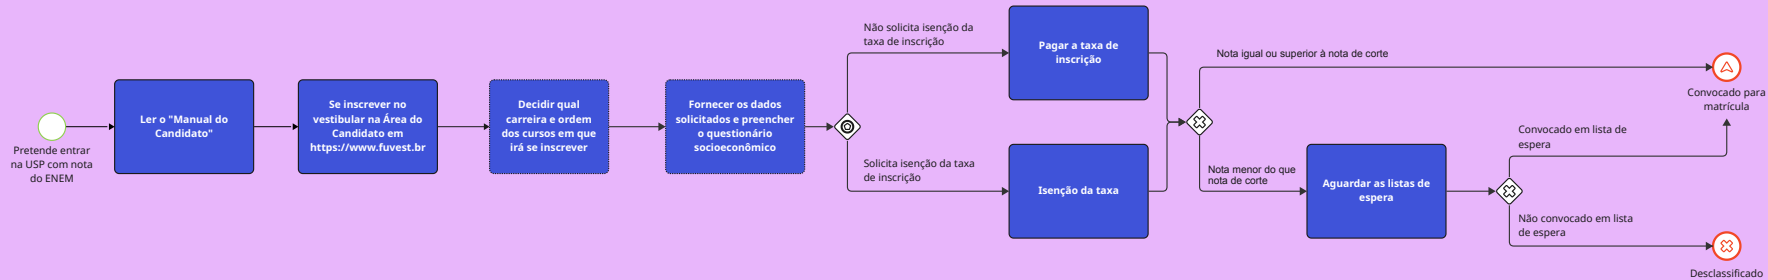 Pretende entrar
na USP com nota
do ENEM
Ler o "Manual do
Candidato"
Se inscrever no
vestibular na Área do
Candidato em
https://www.fuvest.br
Decidir qual
carreira e ordem
dos cursos em que
irá se inscrever
Fornecer os dados
solicitados e preencher
o questionário
socioeconômico
Não solicita isenção da
taxa de inscrição
Pagar a taxa de
inscrição
Solicita isenção da taxa
de inscrição
Isenção da taxa
Nota igual ou superior à nota de corte
Convocado para
matrícula
Nota menor do que
nota de corte
Aguardar as listas de
espera
Convocado em lista de
espera
Não convocado em lista
de espera
Desclassificado